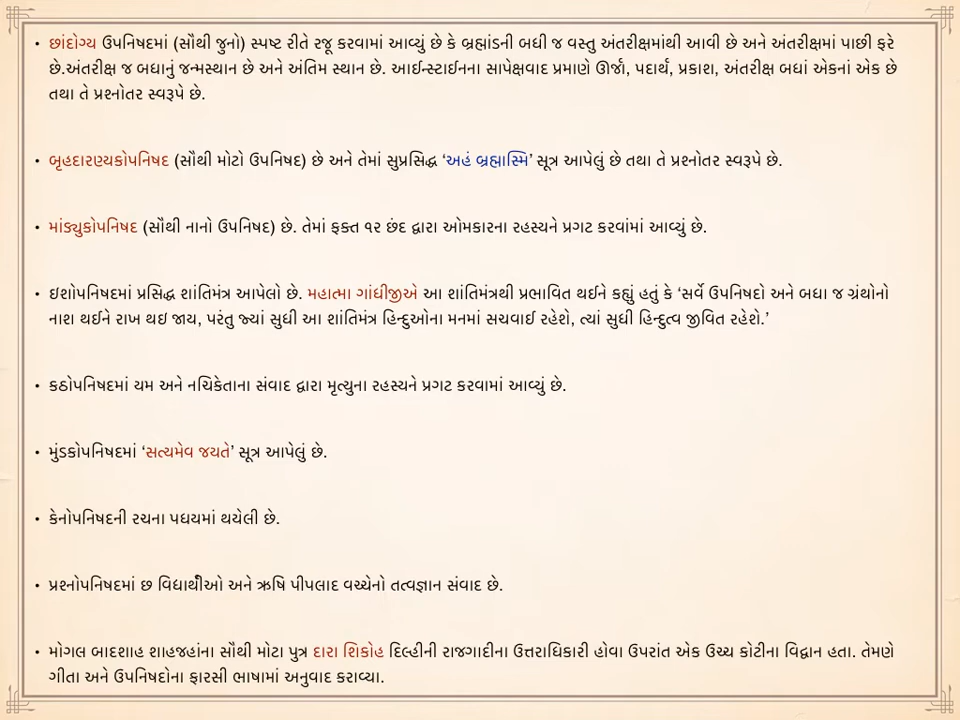 • છાંદોગ્ય ઉપનિષદમાં (સૌથી જુનો) સ્પષ્ટ રીતે રજૂ કરવામાં આવ્યું છે કે બ્રહ્માંડની બધી જ વસ્તુ અંતરીક્ષમાંથી આવી છે અને અંતરીક્ષમાં પાછી ફરે
છે.અંતરીક્ષ જ બધાનું જન્મસ્થાન છે અને અંતિમ સ્થાન છે. આઈન્સ્ટાઈનના સાપેક્ષવાદ પ્રમાણે ઊર્જા, પદાર્થ, પ્રકાશ, અંતરીક્ષ બધાં એકનાં એક છે
તથા તે પ્રશ્નોતર સ્વરૂપે છે.
• બૃહદારણ્યકોપનિષદ (સૌથી મોટો ઉપનિષદ) છે અને તેમાં સુપ્રસિદ્ધ ‘અહં બ્રહ્માસ્મિ’ સૂત્ર આપેલું છે તથા તે પ્રશ્નોતર સ્વરૂપે છે.
• માંડ્યુકોપનિષદ (સૌથી નાનો ઉપનિષદ) છે. તેમાં ફક્ત ૧૨ છંદ દ્વારા ઓમકારના રહસ્યને પ્રગટ કરવાંમાં આવ્યું છે.
• ઇશોપનિષદમાં પ્રસિદ્ધ શાંતિમંત્ર આપેલો છે. મહાત્મા ગાંધીજીએ આ શાંતિમંત્રથી પ્રભાવિત થઈને કહ્યું હતું કે ‘સર્વે ઉપનિષદો અને બધા જ ગ્રંથોનો
નાશ થઈને રાખ થઇ જાય, પરંતુ જ્યાં સુધી આ શાંતિમંત્ર હિન્દુઓના મનમાં સચવાઈ રહેશે, ત્યાં સુધી હિન્દુત્વ જીવિત રહેશે.’
• કઠોપનિષદમાં યમ અને નચિકેતાના સંવાદ દ્વારા મૃત્યુના રહસ્યને પ્રગટ કરવામાં આવ્યું છે.
• મુંડકોપનિષદમાં ‘સત્યમેવ જયતે’ સૂત્ર આપેલું છે.
• કેનોપનિષદની રચના પધયમાં થયેલી છે.
• પ્રશ્નોપનિષદમાં છ વિદ્યાર્થીઓ અને ઋષિ પીપલાદ વચ્ચેનો તત્વજ્ઞાન સંવાદ છે.
• મોગલ બાદશાહ શાહજહાંના સૌથી મોટા પુત્ર દારા શિકોહ દિલ્હીની રાજગાદીના ઉત્તરાધિકારી હોવા ઉપરાંત એક ઉચ્ચ કોટીના વિદ્વાન હતા. તેમણે
ગીતા અને ઉપનિષદોના ફારસી ભાષામાં અનુવાદ કરાવ્યા.